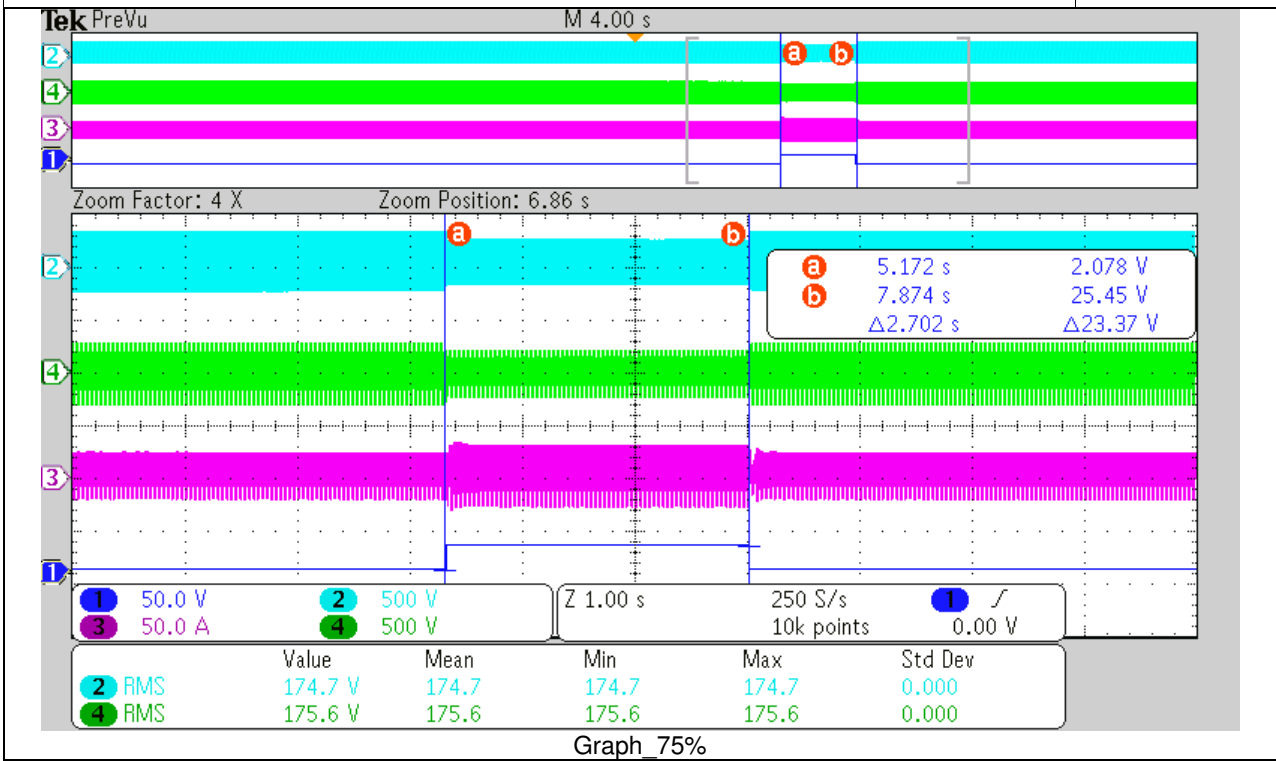 Tek PreVu M 4.00 s
2 a b
4
3
1
Zoom Factor: 4 X Zoom Position: 6.86 s
a b
2
a 5.172 s 2.078 V
b 7.874 s 25.45 V
Δ2.702 s Δ23.37 V
4
3
1
1 50.0 V 2 500 V Z 1.00 s 250 S/s 1
3 50.0 A 4 500 V 10k points 0.00 V
Value Mean Min Max Std Dev
2 RMS 174.7 V 174.7 174.7 174.7 0.000
4 RMS 175.6 V 175.6 175.6 175.6 0.000
Graph_75%